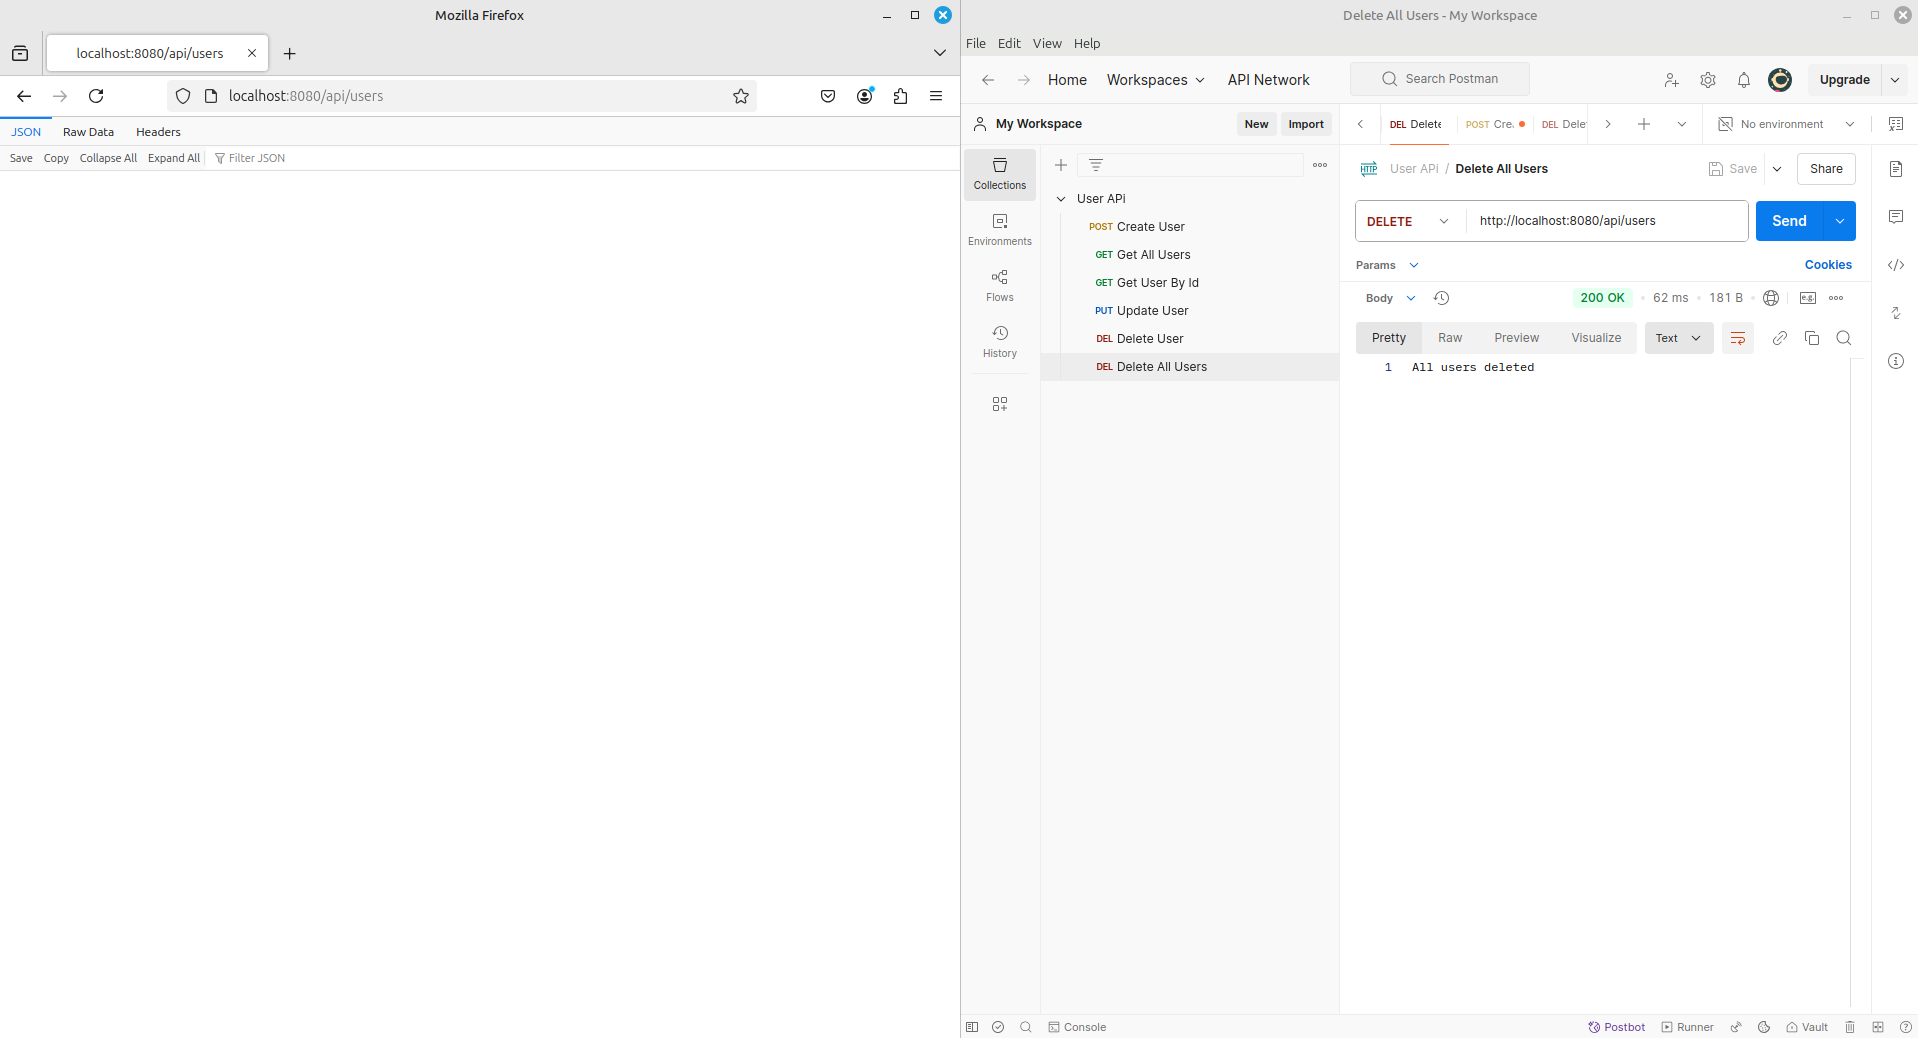 Mozilla Firefox
localhost:8080/api/users
localhost:8080/api/users
JSON Raw Data Headers
Save Copy Collapse All Expand All Filter JSON
Delete All Users - My Workspace
File Edit View Help
Home Workspaces API Network Search Postman Upgrade
My Workspace New Import
DEL Delete POST Cre. DEL Dele No environment
Collections
Environments
Flows
History
User APi
POST Create User
GET Get All Users
GET Get User By Id
PUT Update User
DEL Delete User
DEL Delete All Users
HTTP User APi / Delete All Users Save Share
DELETE http://localhost:8080/api/users Send
Params Cookies
Body 200 OK 62 ms 181 B e.g.
Pretty Raw Preview Visualize Text
1 All users deleted
Console Postbot Runner Vault